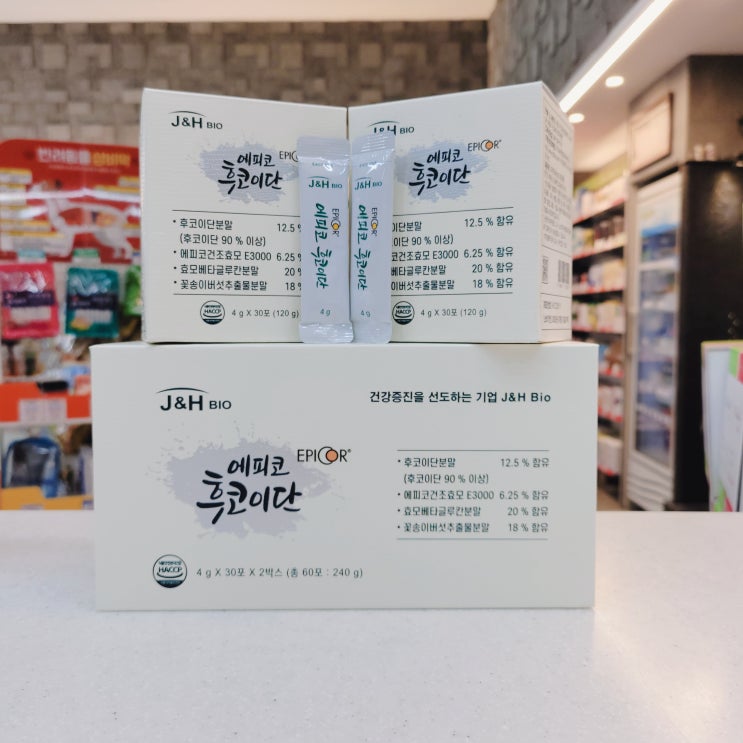 반려동물 상비약
J&H BIO
에피코
EPICOR®
후코이단
• 후코이단분말 12.5 % 함유
(후코이단 90 % 이상)
• 에피코건조효모 E3000 6.25 % 함유
• 효모베타글루칸분말 20 % 함유
• 꽃송이버섯추출물분말 18 % 함유
HACCP
4 g X 30포 (120 g)
J&H BIO
에피코 후코이단
EPICOR®
4 g
J&H BIO
에피코 후코이단
EPICOR®
4 g
J&H BIO
에피코
EPICOR®
후코이단
이단분말 12.5 % 함유
이단 90 % 이상)
코건조효모 E3000 6.25 % 함유
베타글루칸분말 20 % 함유
이버섯추출물분말 18 % 함유
HACCP
4 g X 30포 (120 g)
J&H BIO
건강증진을 선도하는 기업 J&H Bio
에피코
EPICOR®
후코이단
• 후코이단분말 12.5 % 함유
(후코이단 90 % 이상)
• 에피코건조효모 E3000 6.25 % 함유
• 효모베타글루칸분말 20 % 함유
• 꽃송이버섯추출물분말 18 % 함유
HACCP
4 g X 30포 X 2박스 (총 60포 : 240 g)